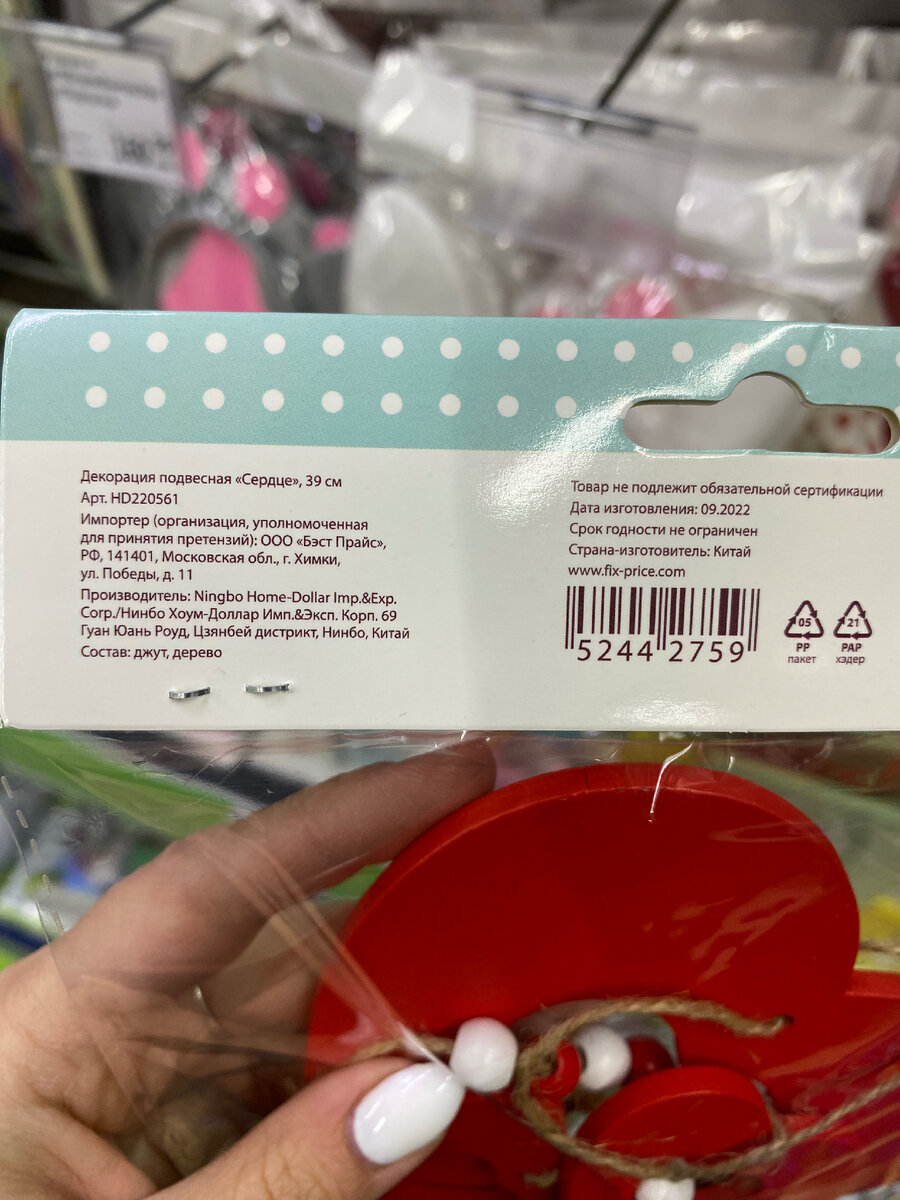 Декорация подвесная «Сердце», 39 см
Арт. HD220561
Импортер (организация, уполномоченная
для принятия претензий): ООО «Бэст Прайс»,
РФ, 141401, Московская обл., г. Химки,
ул. Победы, д. 11
Производитель: Ningbo Home-Dollar Imp.&Exp.
Corp./Нинбо Хоум-Доллар Имп.&Эксп. Корп. 69
Гуан Юань Роуд, Цзянбей дистрикт, Нинбо, Китай
Состав: джут, дерево
Товар не подлежит обязательной сертификации
Дата изготовления: 09.2022
Срок годности не ограничен
Страна-изготовитель: Китай
www.fix-price.com
5244 2759
05
PP
пакет
21
PAP
хэдер